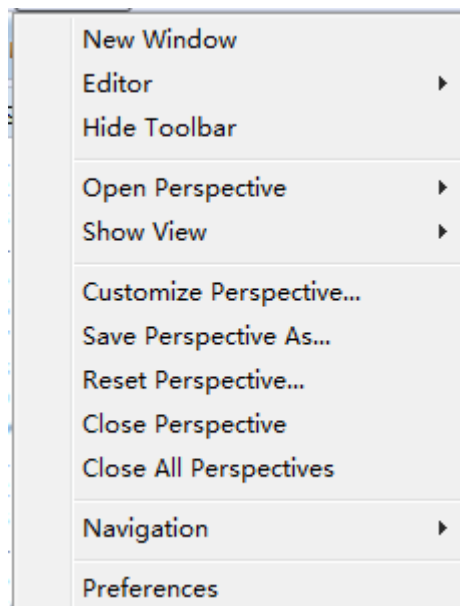 New Window
Editor
Hide Toolbar
Open Perspective
Show View
Customize Perspective...
Save Perspective As...
Reset Perspective...
Close Perspective
Close All Perspectives
Navigation
Preferences